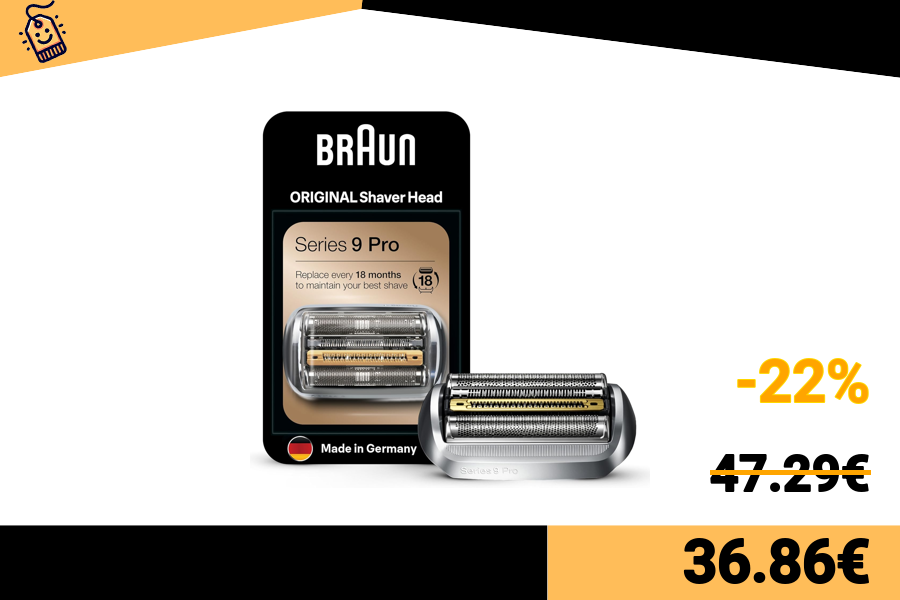 BRAUN
ORIGINAL Shaver Head
Series 9 Pro
Replace every 18 months
to maintain your best shave
18
Made in Germany
Series 9 Pro
-22%
47.29€
36.86€